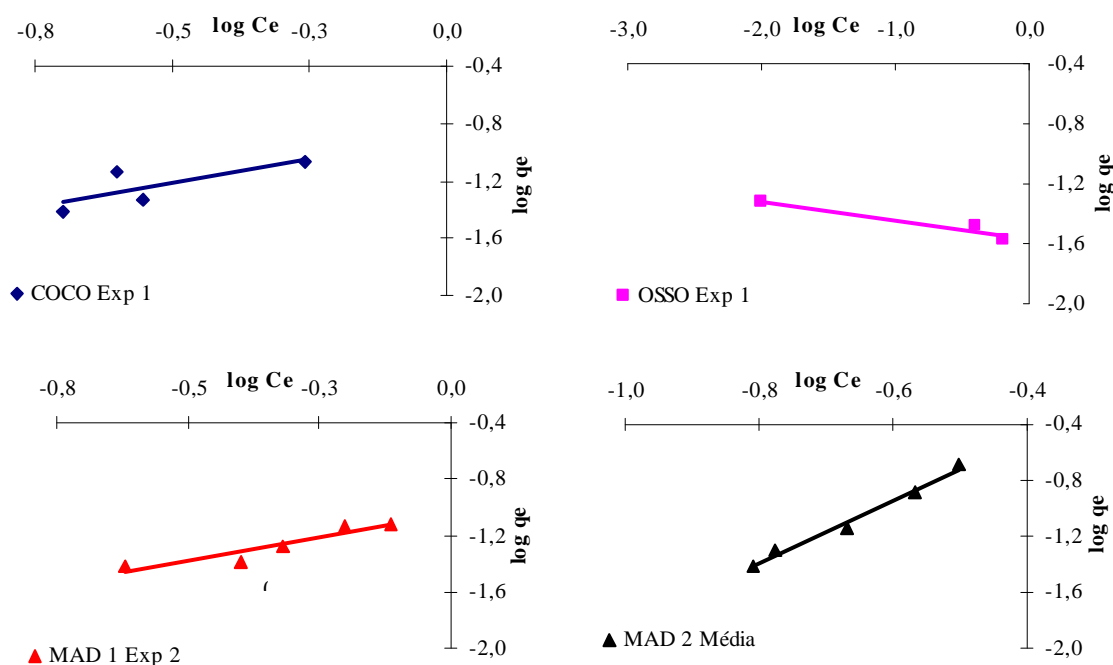 -0,8 -0,5 log Ce -0,3 0,0
-0,4
-0,8
-1,2
-1,6
-2,0
log qe
COCO Exp 1
-3,0 -2,0 log Ce -1,0 0,0
-0,4
-0,8
-1,2
-1,6
-2,0
log qe
OSSO Exp 1
-0,8 -0,5 log Ce -0,3 0,0
-0,4
-0,8
-1,2
-1,6
-2,0
log qe
MAD 1 Exp 2
-1,0 -0,8 log Ce -0,6 -0,4
-0,4
-0,8
-1,2
-1,6
-2,0
log qe
MAD 2 Média